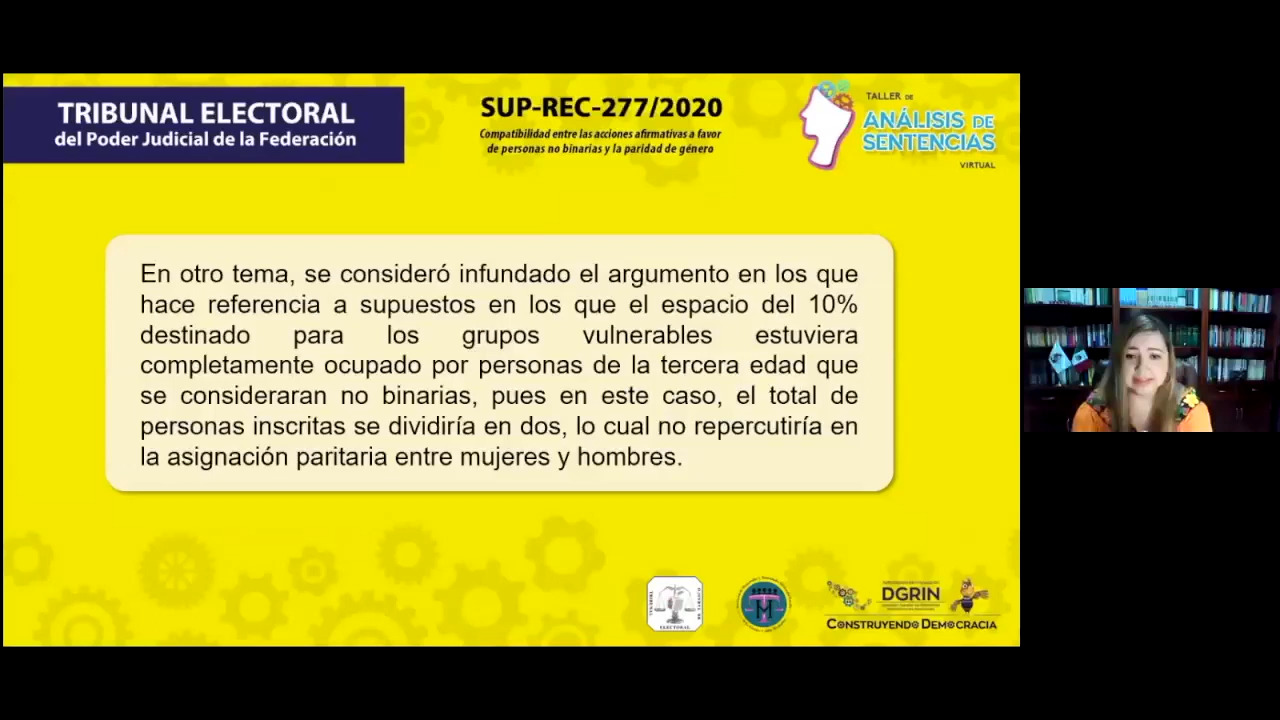 TRIBUNAL ELECTORAL
del Poder Judicial de la Federación
SUP-REC-277/2020
Compatibilidad entre las acciones afirmativas a favor
de personas no binarias y la paridad de género
TALLER DE
ANÁLISIS DE
SENTENCIAS
VIRTUAL
En otro tema, se consideró infundado el argumento en los que
hace referencia a supuestos en los que el espacio del 10%
destinado para los grupos vulnerables estuviera
completamente ocupado por personas de la tercera edad que
se consideraran no binarias, pues en este caso, el total de
personas inscritas se dividiría en dos, lo cual no repercutiría en
la asignación paritaria entre mujeres y hombres.
TRIBUNAL
ELECTORAL
DE TABASCO
DGRIN
CONSTRUYENDO DEMOCRACIA